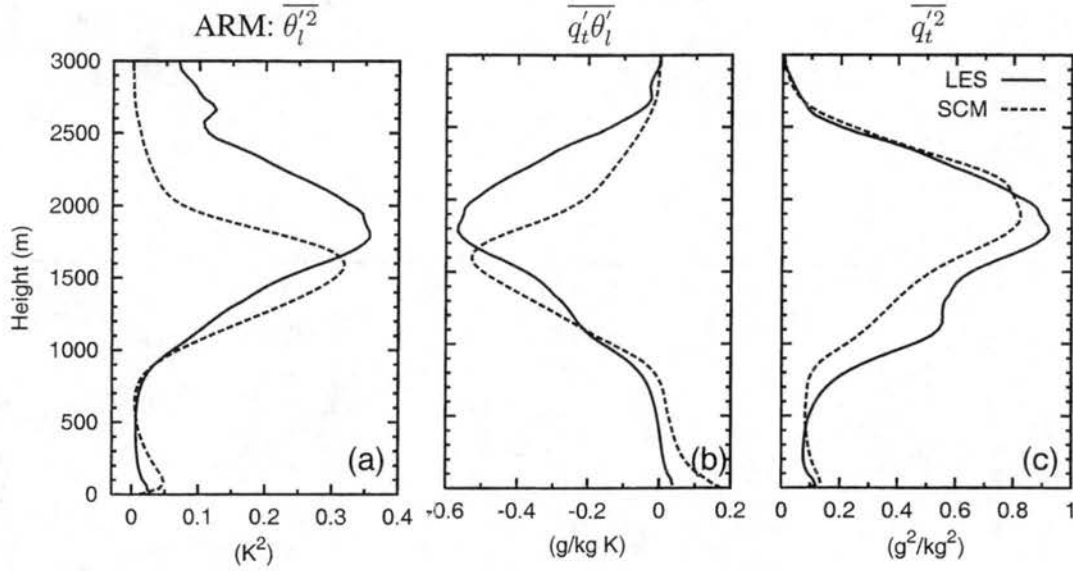 ARM: $\overline{\theta_l'^2}$
$\overline{q_t'\theta_l'}$
$\overline{q_t'^2}$
Height (m)
3000
2500
2000
1500
1000
500
0
(a)
0 0.1 0.2 0.3 0.4
(K²)
(b)
-0.6 -0.4 -0.2 0 0.2
(g/kg K)
LES
SCM
(c)
0 0.2 0.4 0.6 0.8 1
(g²/kg²)